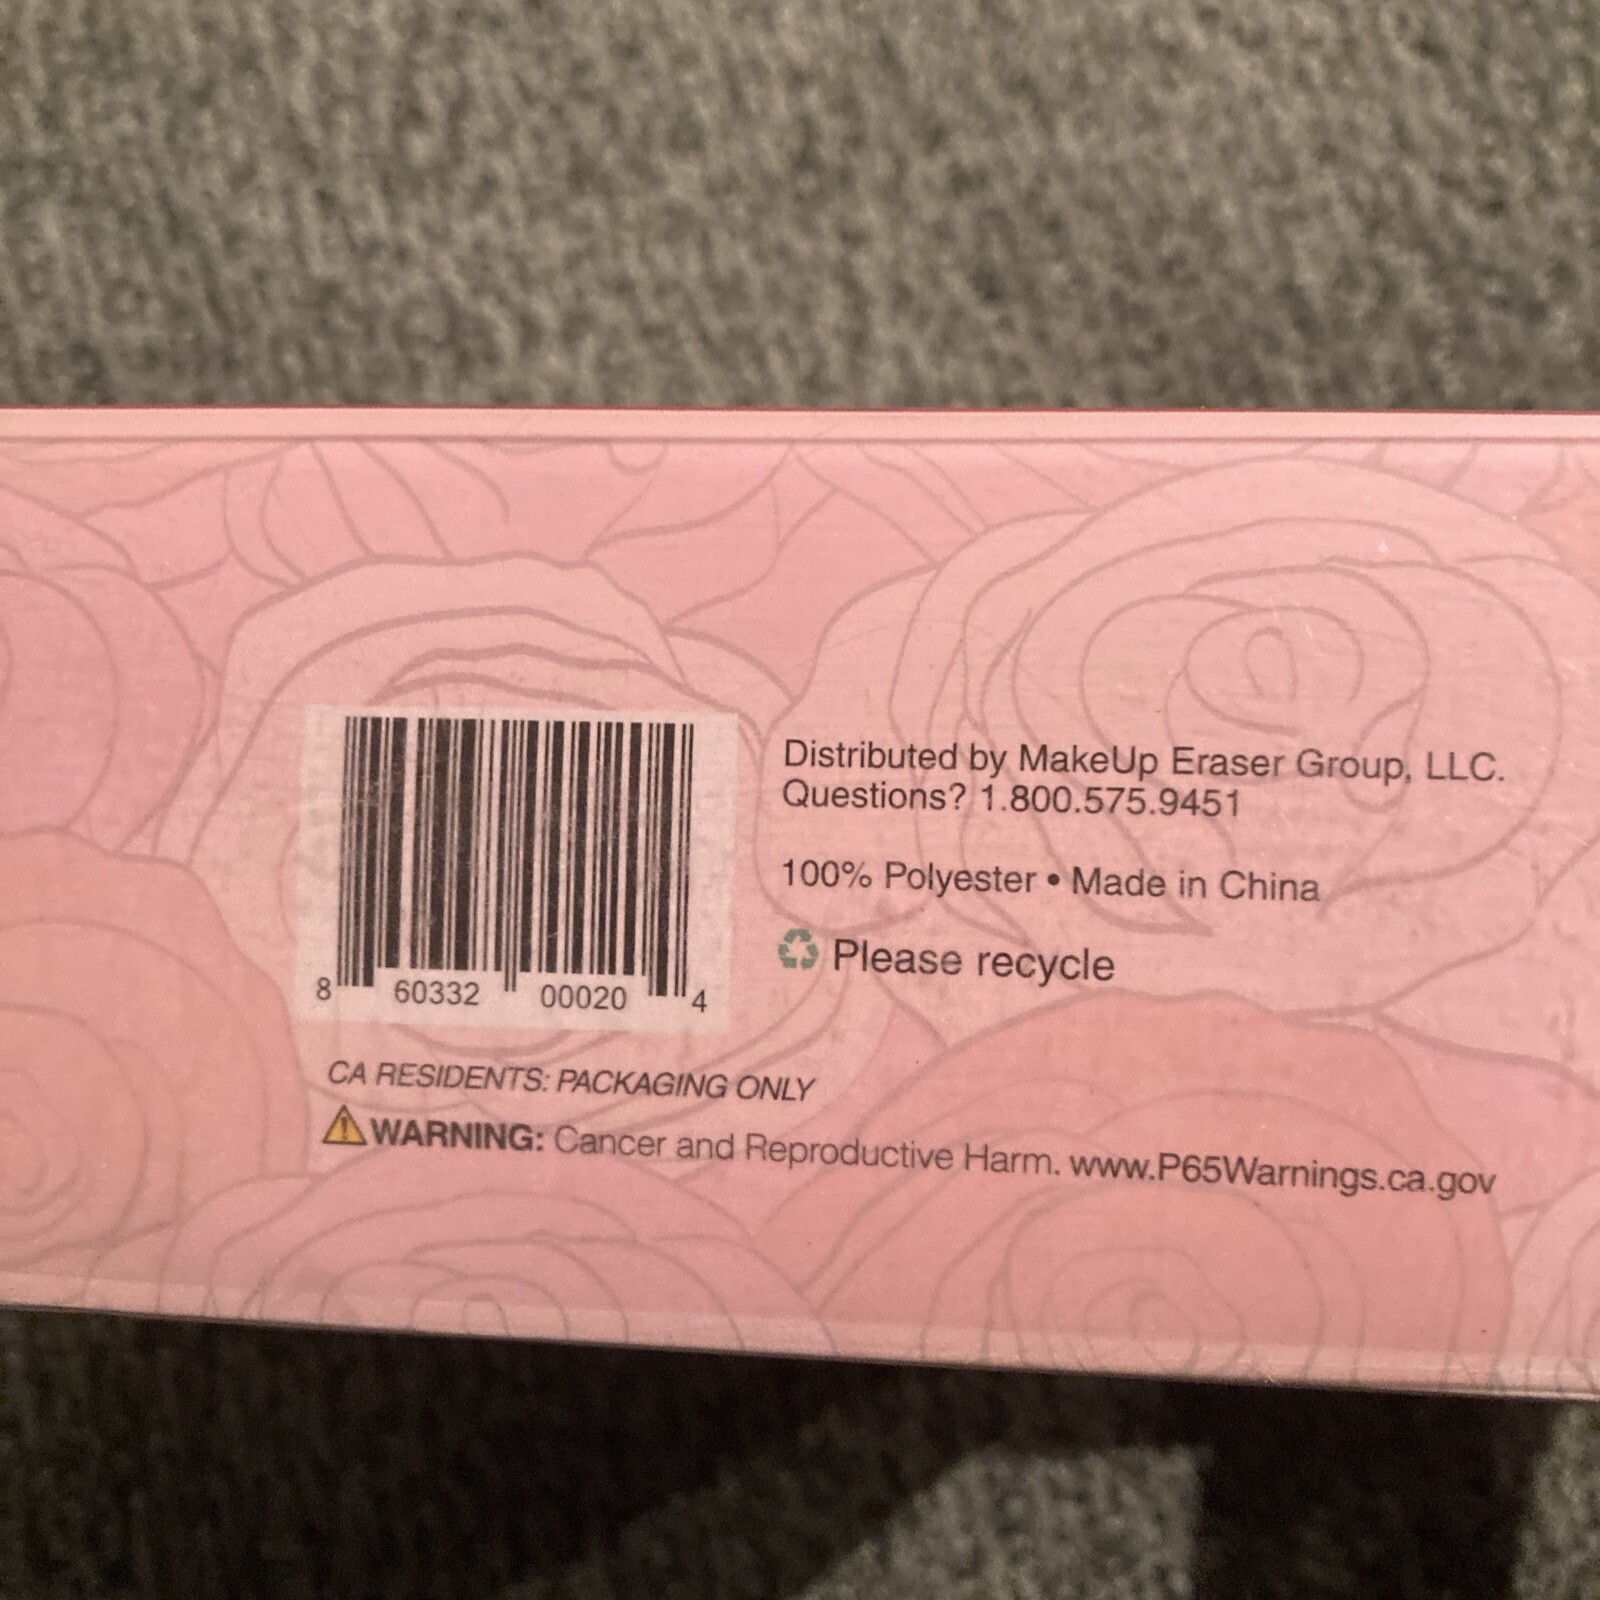 8 60332 00020 4
Distributed by MakeUp Eraser Group, LLC.
Questions? 1.800.575.9451
100% Polyester • Made in China
Please recycle
CA RESIDENTS: PACKAGING ONLY
WARNING: Cancer and Reproductive Harm. www.P65Warnings.ca.gov